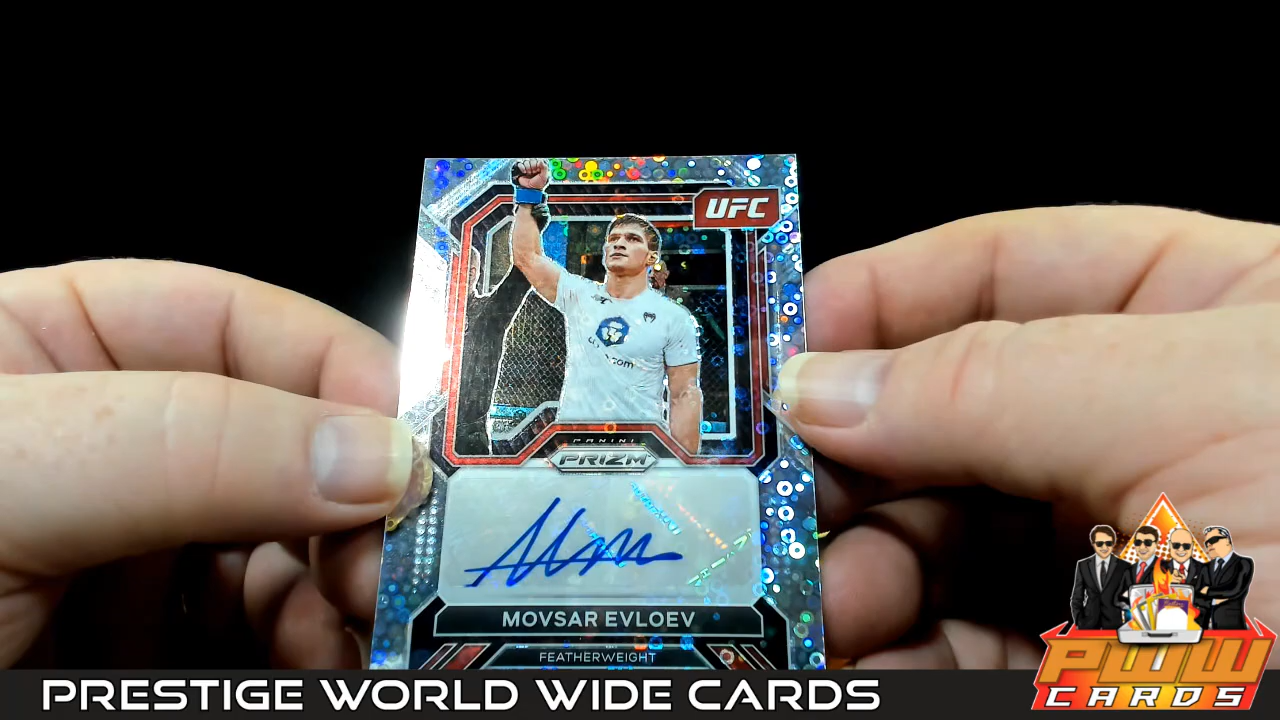 UFC
PANINI
PRIZM
MOVSAR EVLOEV
FEATHERWEIGHT
PRESTIGE WORLD WIDE CARDS
PWW
CARDS